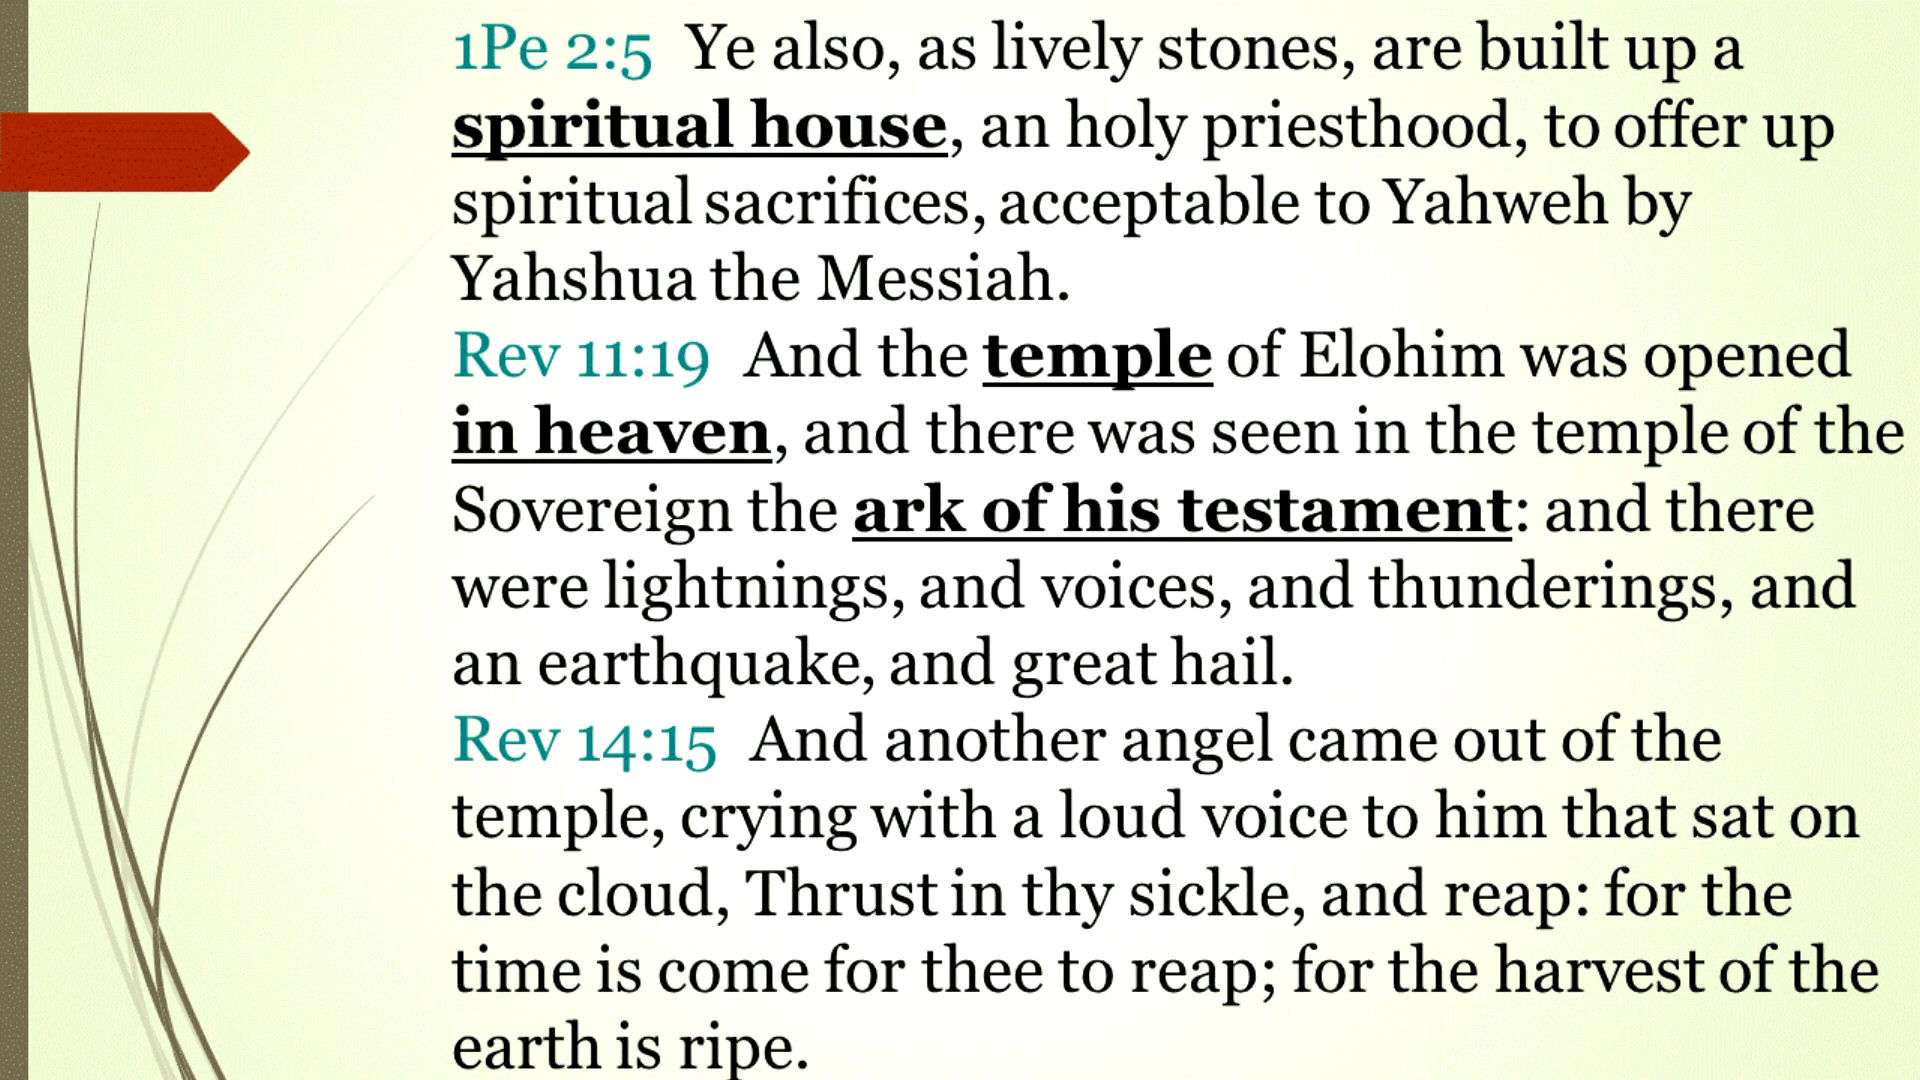 1Pe 2:5 Ye also, as lively stones, are built up a
spiritual house, an holy priesthood, to offer up
spiritual sacrifices, acceptable to Yahweh by
Yahshua the Messiah.
Rev 11:19 And the temple of Elohim was opened
in heaven, and there was seen in the temple of the
Sovereign the ark of his testament: and there
were lightnings, and voices, and thunderings, and
an earthquake, and great hail.
Rev 14:15 And another angel came out of the
temple, crying with a loud voice to him that sat on
the cloud, Thrust in thy sickle, and reap: for the
time is come for thee to reap; for the harvest of the
earth is ripe.